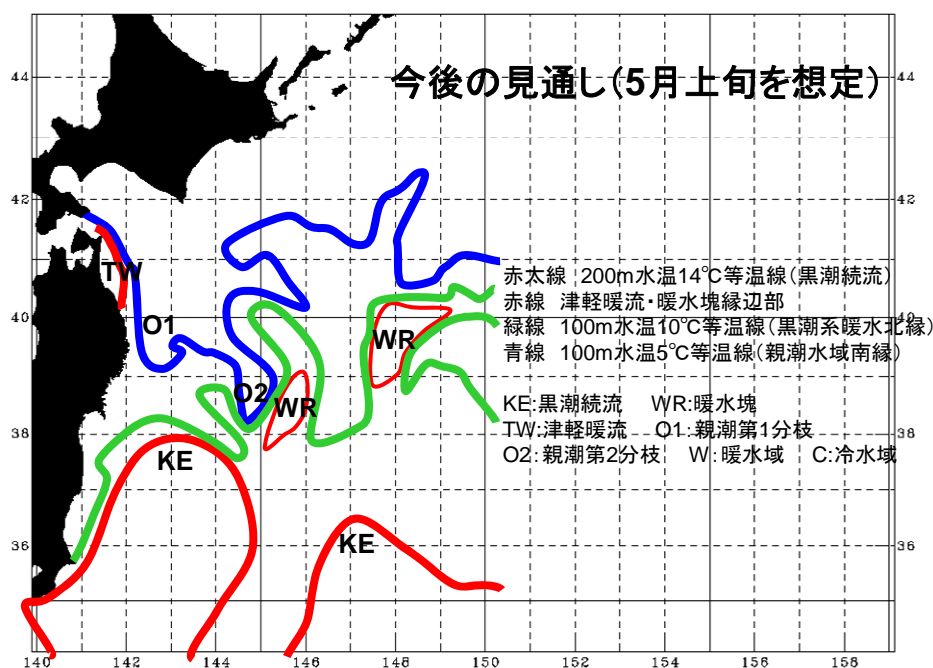 今後の見通し(5月上旬を想定)
44
44
42
42
TW
赤太線 200m水温14℃等温線(黒潮続流)
赤線 津軽暖流・暖水塊縁辺部
40
O1
緑線 100m水温10℃等温線(黒潮系暖水北縁)
40
WR
青線 100m水温5℃等温線(親潮水域南縁)
O2
WR
KE:黒潮続流 WR:暖水塊
TW:津軽暖流 O1:親潮第1分枝
38
38
O2:親潮第2分枝 W:暖水域 C:冷水域
KE
KE
36
36
140 142 144 146 148 150 152 154 156 158